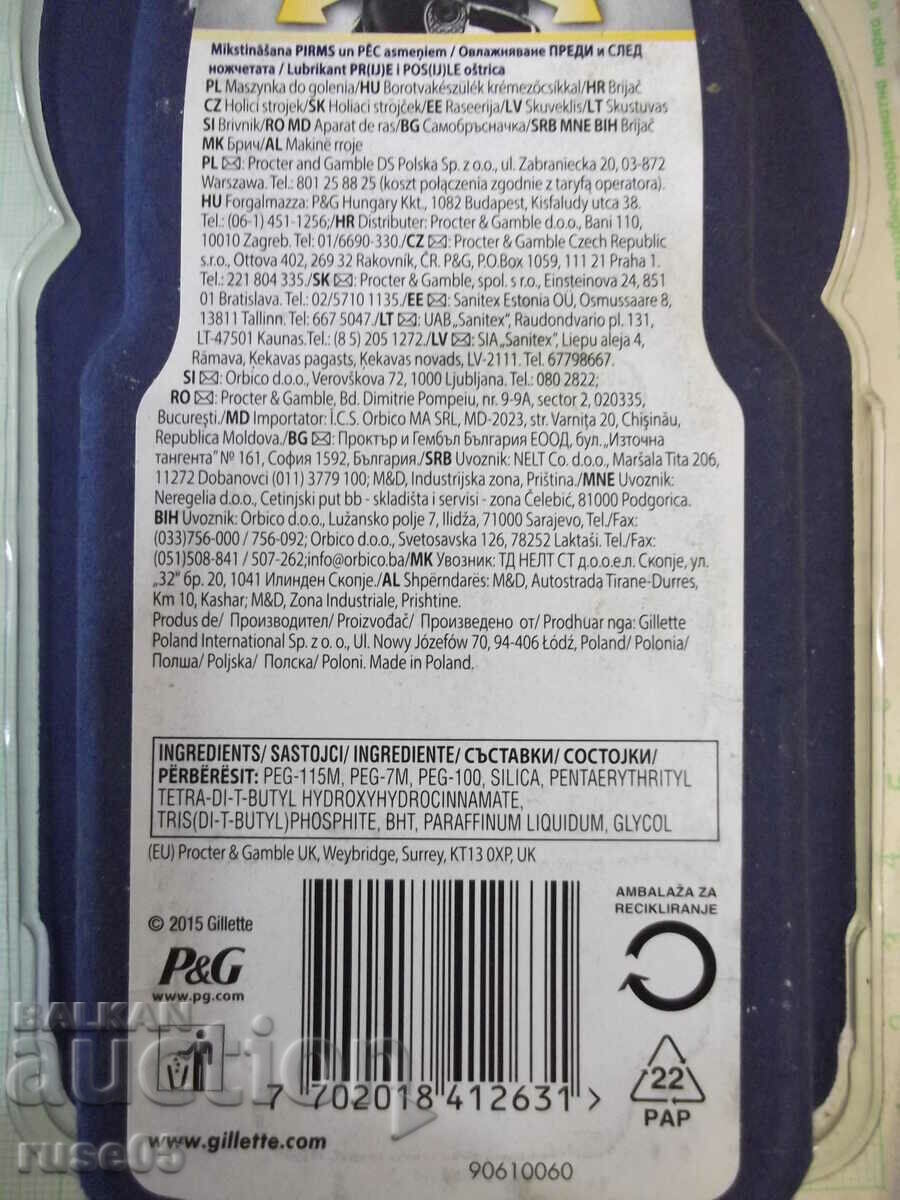 Mikstināšana PIRMS un PĒC asmeņiem / Овлажняване ПРЕДИ и СЛЕД
ножчетата / Lubrikant PR(IJ)E i POS(IJ)LE oštrica
PL Maszynka do golenia/HU Borotvakészülék krémezőcsíkkal/HR Brijač
CZ Holicí strojek/SK Holiaci strojček/EE Raseerija/LV Skuveklis/LT Skustuvas
SI Brivnik/RO MD Aparat de ras/BG Самобръсначка/SRB MNE BIH Brijač
MK Брич/AL Makinë rroje
PL ✉: Procter and Gamble DS Polska Sp. z o.o., ul. Zabraniecka 20, 03-872
Warszawa. Tel.: 801 25 88 25 (koszt połączenia zgodnie z taryfą operatora).
HU Forgalmazza: P&G Hungary Kkt., 1082 Budapest, Kisfaludy utca 38.
Tel.: (06-1) 451-1256;/HR Distributer: Procter & Gamble d.o.o., Bani 110,
10010 Zagreb. Tel: 01/6690-330./CZ ✉: Procter & Gamble Czech Republic
s.r.o., Ottova 402, 269 32 Rakovník, ČR. P&G, P.O.Box 1059, 111 21 Praha 1.
Tel.: 221 804 335./SK ✉: Procter & Gamble, spol. s r.o., Einsteinova 24, 851
01 Bratislava. Tel.: 02/5710 1135./EE ✉: Sanitex Estonia OÜ, Osmussaare 8,
13811 Tallinn. Tel: 667 5047./LT ✉: UAB „Sanitex", Raudondvario pl. 131,
LT-47501 Kaunas.Tel.: (8 5) 205 1272./LV ✉: SIA „Sanitex", Liepu aleja 4,
Rāmava, Ķekavas pagasts, Ķekavas novads, LV-2111. Tel. 67798667.
SI ✉: Orbico d.o.o., Verovškova 72, 1000 Ljubljana. Tel.: 080 2822;
RO ✉: Procter & Gamble, Bd. Dimitrie Pompeiu, nr. 9-9A, sector 2, 020335,
Bucureşti./MD Importator: Î.C.S. Orbico MA SRL, MD-2023, str. Varniţa 20, Chişinău,
Republica Moldova./BG ✉: Проктър и Гембъл България ЕООД, бул. „Източна
тангента" № 161, София 1592, България./SRB Uvoznik: NELT Co. d.o.o., Maršala Tita 206,
11272 Dobanovci (011) 3779 100; M&D, Industrijska zona, Priština./MNE Uvoznik:
Neregelia d.o.o., Cetinjski put bb - skladišta i servisi - zona Čelebić, 81000 Podgorica.
BIH Uvoznik: Orbico d.o.o., Lužansko polje 7, Ilidža, 71000 Sarajevo, Tel./Fax:
(033)756-000 / 756-092; Orbico d.o.o., Svetosavska 126, 78252 Laktaši. Tel./Fax:
(051)508-841 / 507-262;info@orbico.ba/MK Увозник: ТД НЕЛТ СТ д.о.о.ел. Скопје, ул.
„32" бр. 20, 1041 Илинден Скопје./AL Shpërndarës: M&D, Autostrada Tirane-Durres,
Km 10, Kashar; M&D, Zona Industriale, Prishtine.
Produs de/ Producător/ Proizvođač/ Произведено от/ Prodhuar nga: Gillette
Poland International Sp. z o. o., Ul. Nowy Józefów 70, 94-406 Łódź, Poland/ Polonia/
Полша/ Poljska/ Полска/ Poloni. Made in Poland.
INGREDIENTS/ SASTOJCI/ INGREDIENTE/ СЪСТАВКИ/ СОСТОЈКИ/
PËRBËRËSIT: PEG-115M, PEG-7M, PEG-100, SILICA, PENTAERYTHRITYL
TETRA-DI-T-BUTYL HYDROXYHYDROCINNAMATE,
TRIS(DI-T-BUTYL)PHOSPHITE, BHT, PARAFFINUM LIQUIDUM, GLYCOL
(EU) Procter & Gamble UK, Weybridge, Surrey, KT13 0XP, UK
© 2015 Gillette
P&G
www.pg.com
AMBALAŽA ZA
RECIKLIRANJE
22
PAP
7 702018 412631 >
www.gillette.com
90610060
BALKAN
auction
ruse05